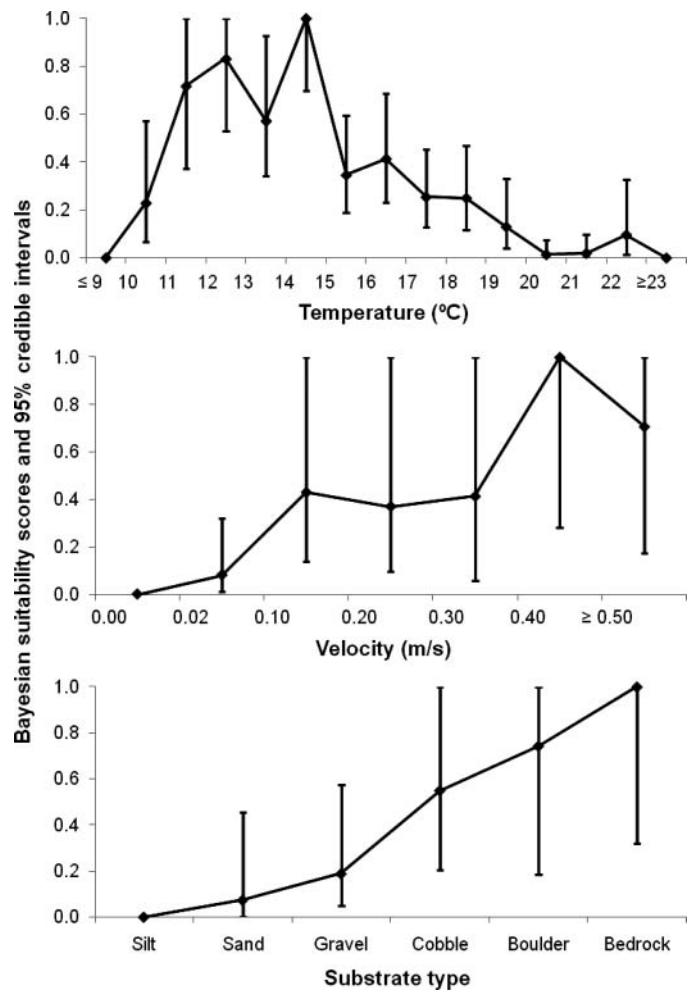 Bayesian suitability scores and 95% credible intervals
1.0
0.8
0.6
0.4
0.2
0.0
≤ 9 10 11 12 13 14 15 16 17 18 19 20 21 22 ≥23
Temperature (ºC)
1.0
0.8
0.6
0.4
0.2
0.0
0.00 0.02 0.10 0.20 0.30 0.40 ≥ 0.50
Velocity (m/s)
1.0
0.8
0.6
0.4
0.2
0.0
Silt Sand Gravel Cobble Boulder Bedrock
Substrate type